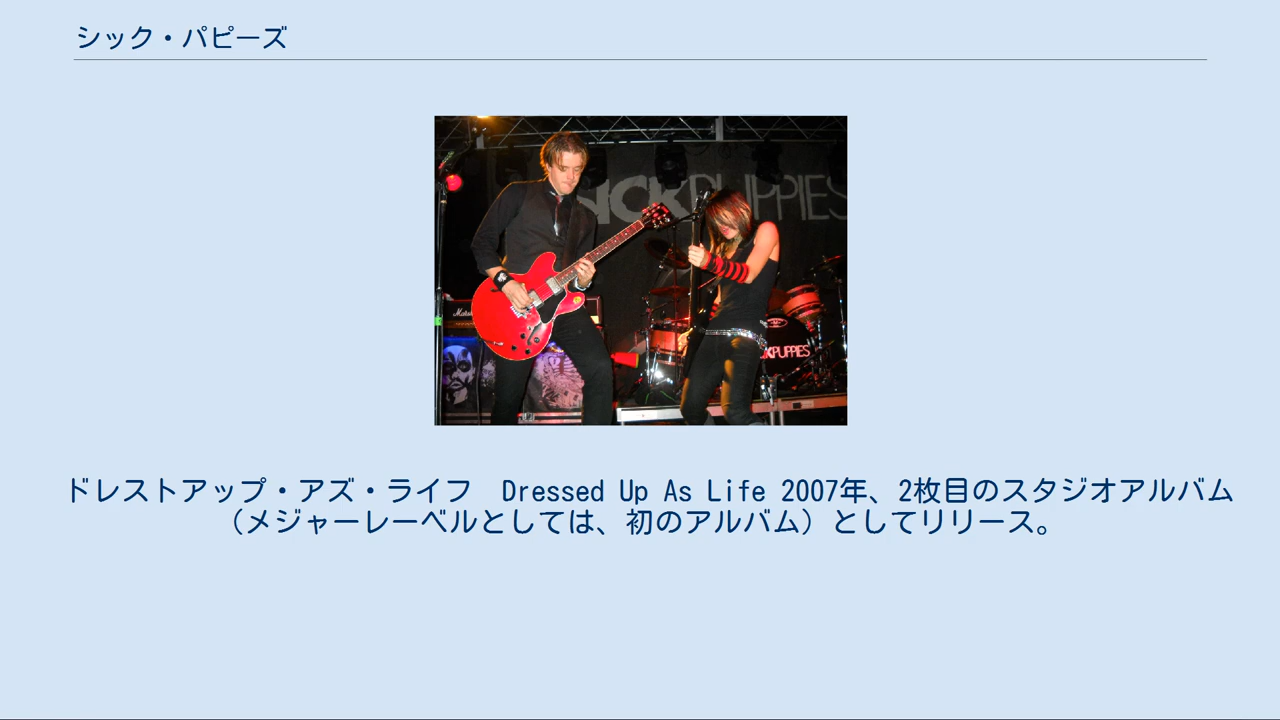 シック・パピーズ
SICKPUPPIES
Marshall
CKPUPPIES
ドレストアップ・アズ・ライフ　Dressed Up As Life 2007年、2枚目のスタジオアルバム
（メジャーレーベルとしては、初のアルバム）としてリリース。